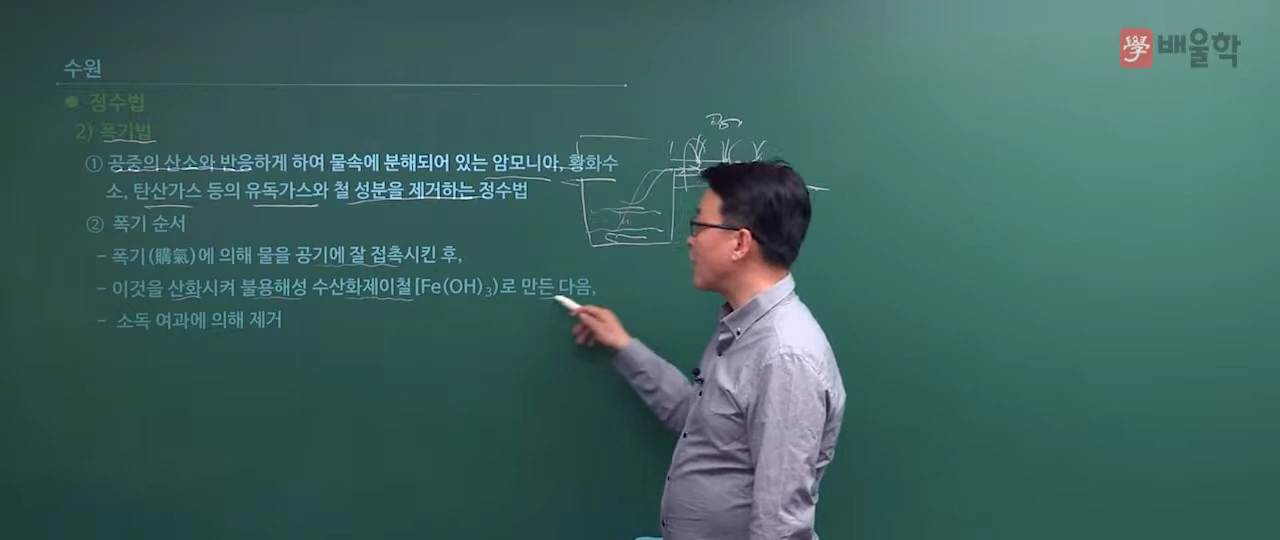 學 배울학
수원
● 정수법
2) 폭기법
① 공중의 산소와 반응하게 하여 물속에 분해되어 있는 암모니아, 황화수
소, 탄산가스 등의 유독가스와 철 성분을 제거하는 정수법
② 폭기 순서
– 폭기(購氣)에 의해 물을 공기에 잘 접촉시킨 후,
– 이것을 산화시켜 불용해성 수산화제이철[Fe(OH)₃)로 만든 다음,
– 소독 여과에 의해 제거